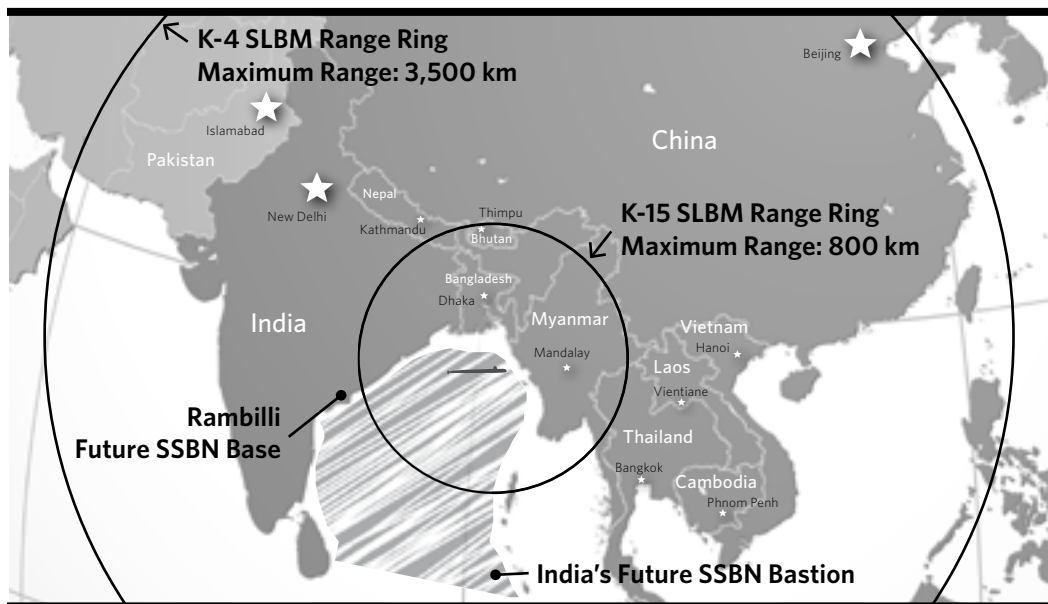 K-4 SLBM Range Ring
Maximum Range: 3,500 km
Beijing
Islamabad
Pakistan
China
New Delhi
Nepal
Kathmandu
Thimpu
Bhutan
K-15 SLBM Range Ring
Maximum Range: 800 km
Bangladesh
Dhaka
India
Myanmar
Mandalay
Vietnam
Hanoi
Laos
Vientiane
Rambilli
Future SSBN Base
Thailand
Bangkok
Cambodia
Phnom Penh
India’s Future SSBN Bastion